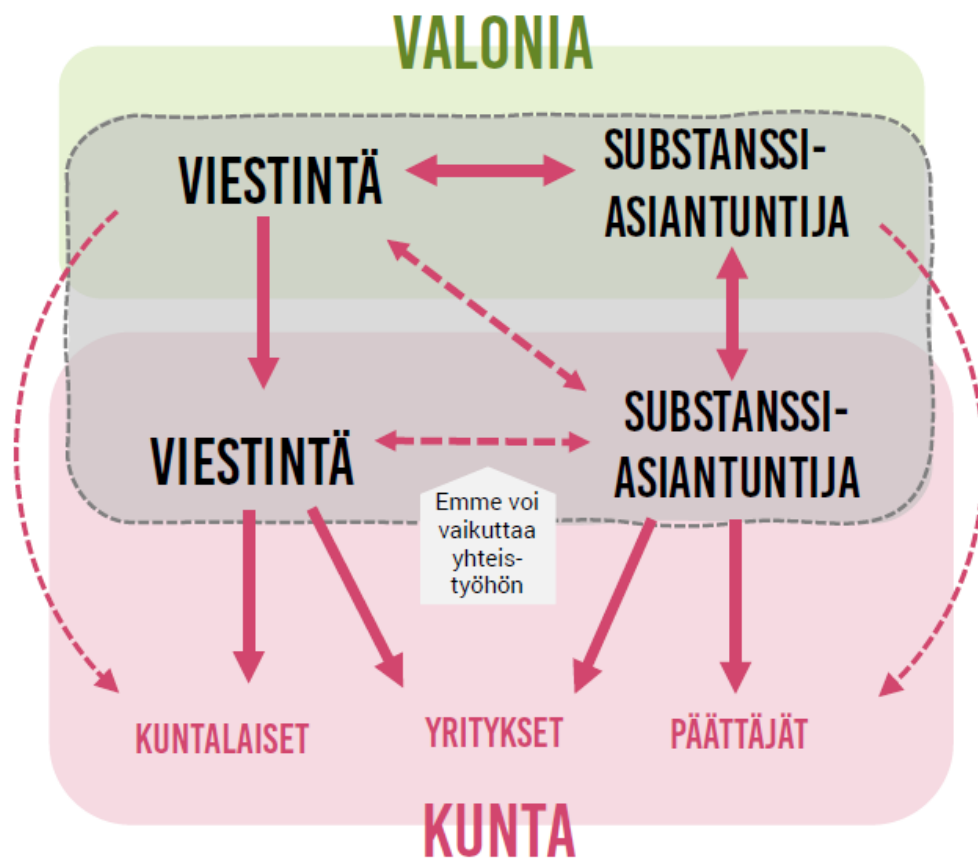 VALONIA
VIESTINTÄ
SUBSTANSSI-
ASIANTUNTIJA
VIESTINTÄ
SUBSTANSSI-
ASIANTUNTIJA
Emme voi
vaikuttaa
yhteis-
työhön
KUNTALAISET
YRITYKSET
PÄÄTTÄJÄT
KUNTA